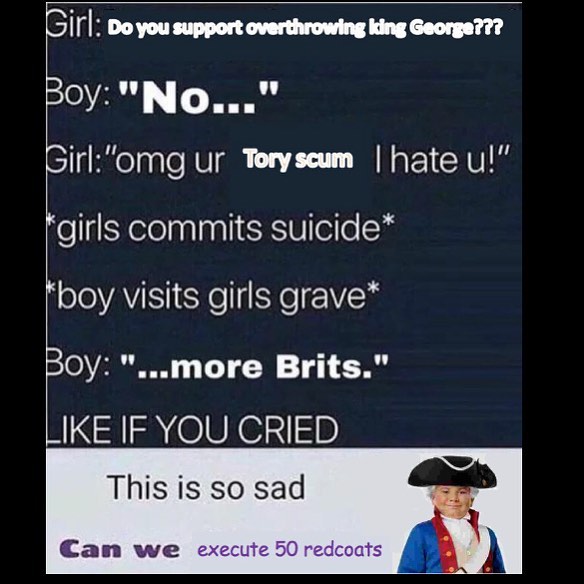 Girl: Do you support overthrowing king George???
Boy: "No..."
Girl:"omg ur Tory scum I hate u!"
*girls commits suicide*
*boy visits girls grave*
Boy: "...more Brits."
LIKE IF YOU CRIED
This is so sad
Can we execute 50 redcoats